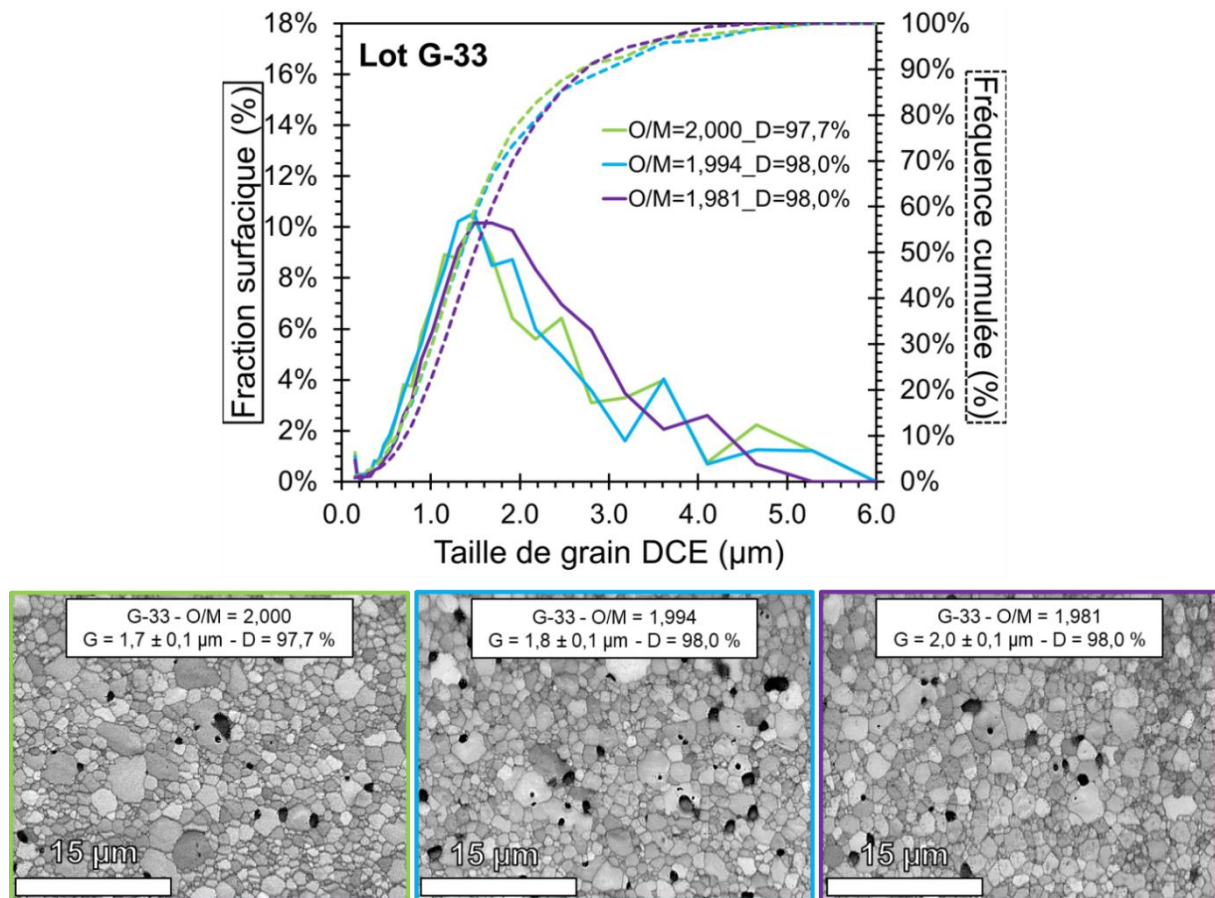 Lot G-33
Fraction surfacique (%)
18%
16%
14%
12%
10%
8%
6%
4%
2%
0%
O/M=2,000_D=97,7%
O/M=1,994_D=98,0%
O/M=1,981_D=98,0%
100%
90%
80%
70%
60%
50%
40%
30%
20%
10%
0%
Fréquence cumulée (%)
0.0 1.0 2.0 3.0 4.0 5.0 6.0
Taille de grain DCE (µm)
G-33 - O/M = 2,000
G = 1,7 ± 0,1 µm - D = 97,7 %
15 µm
G-33 - O/M = 1,994
G = 1,8 ± 0,1 µm - D = 98,0 %
15 µm
G-33 - O/M = 1,981
G = 2,0 ± 0,1 µm - D = 98,0 %
15 µm